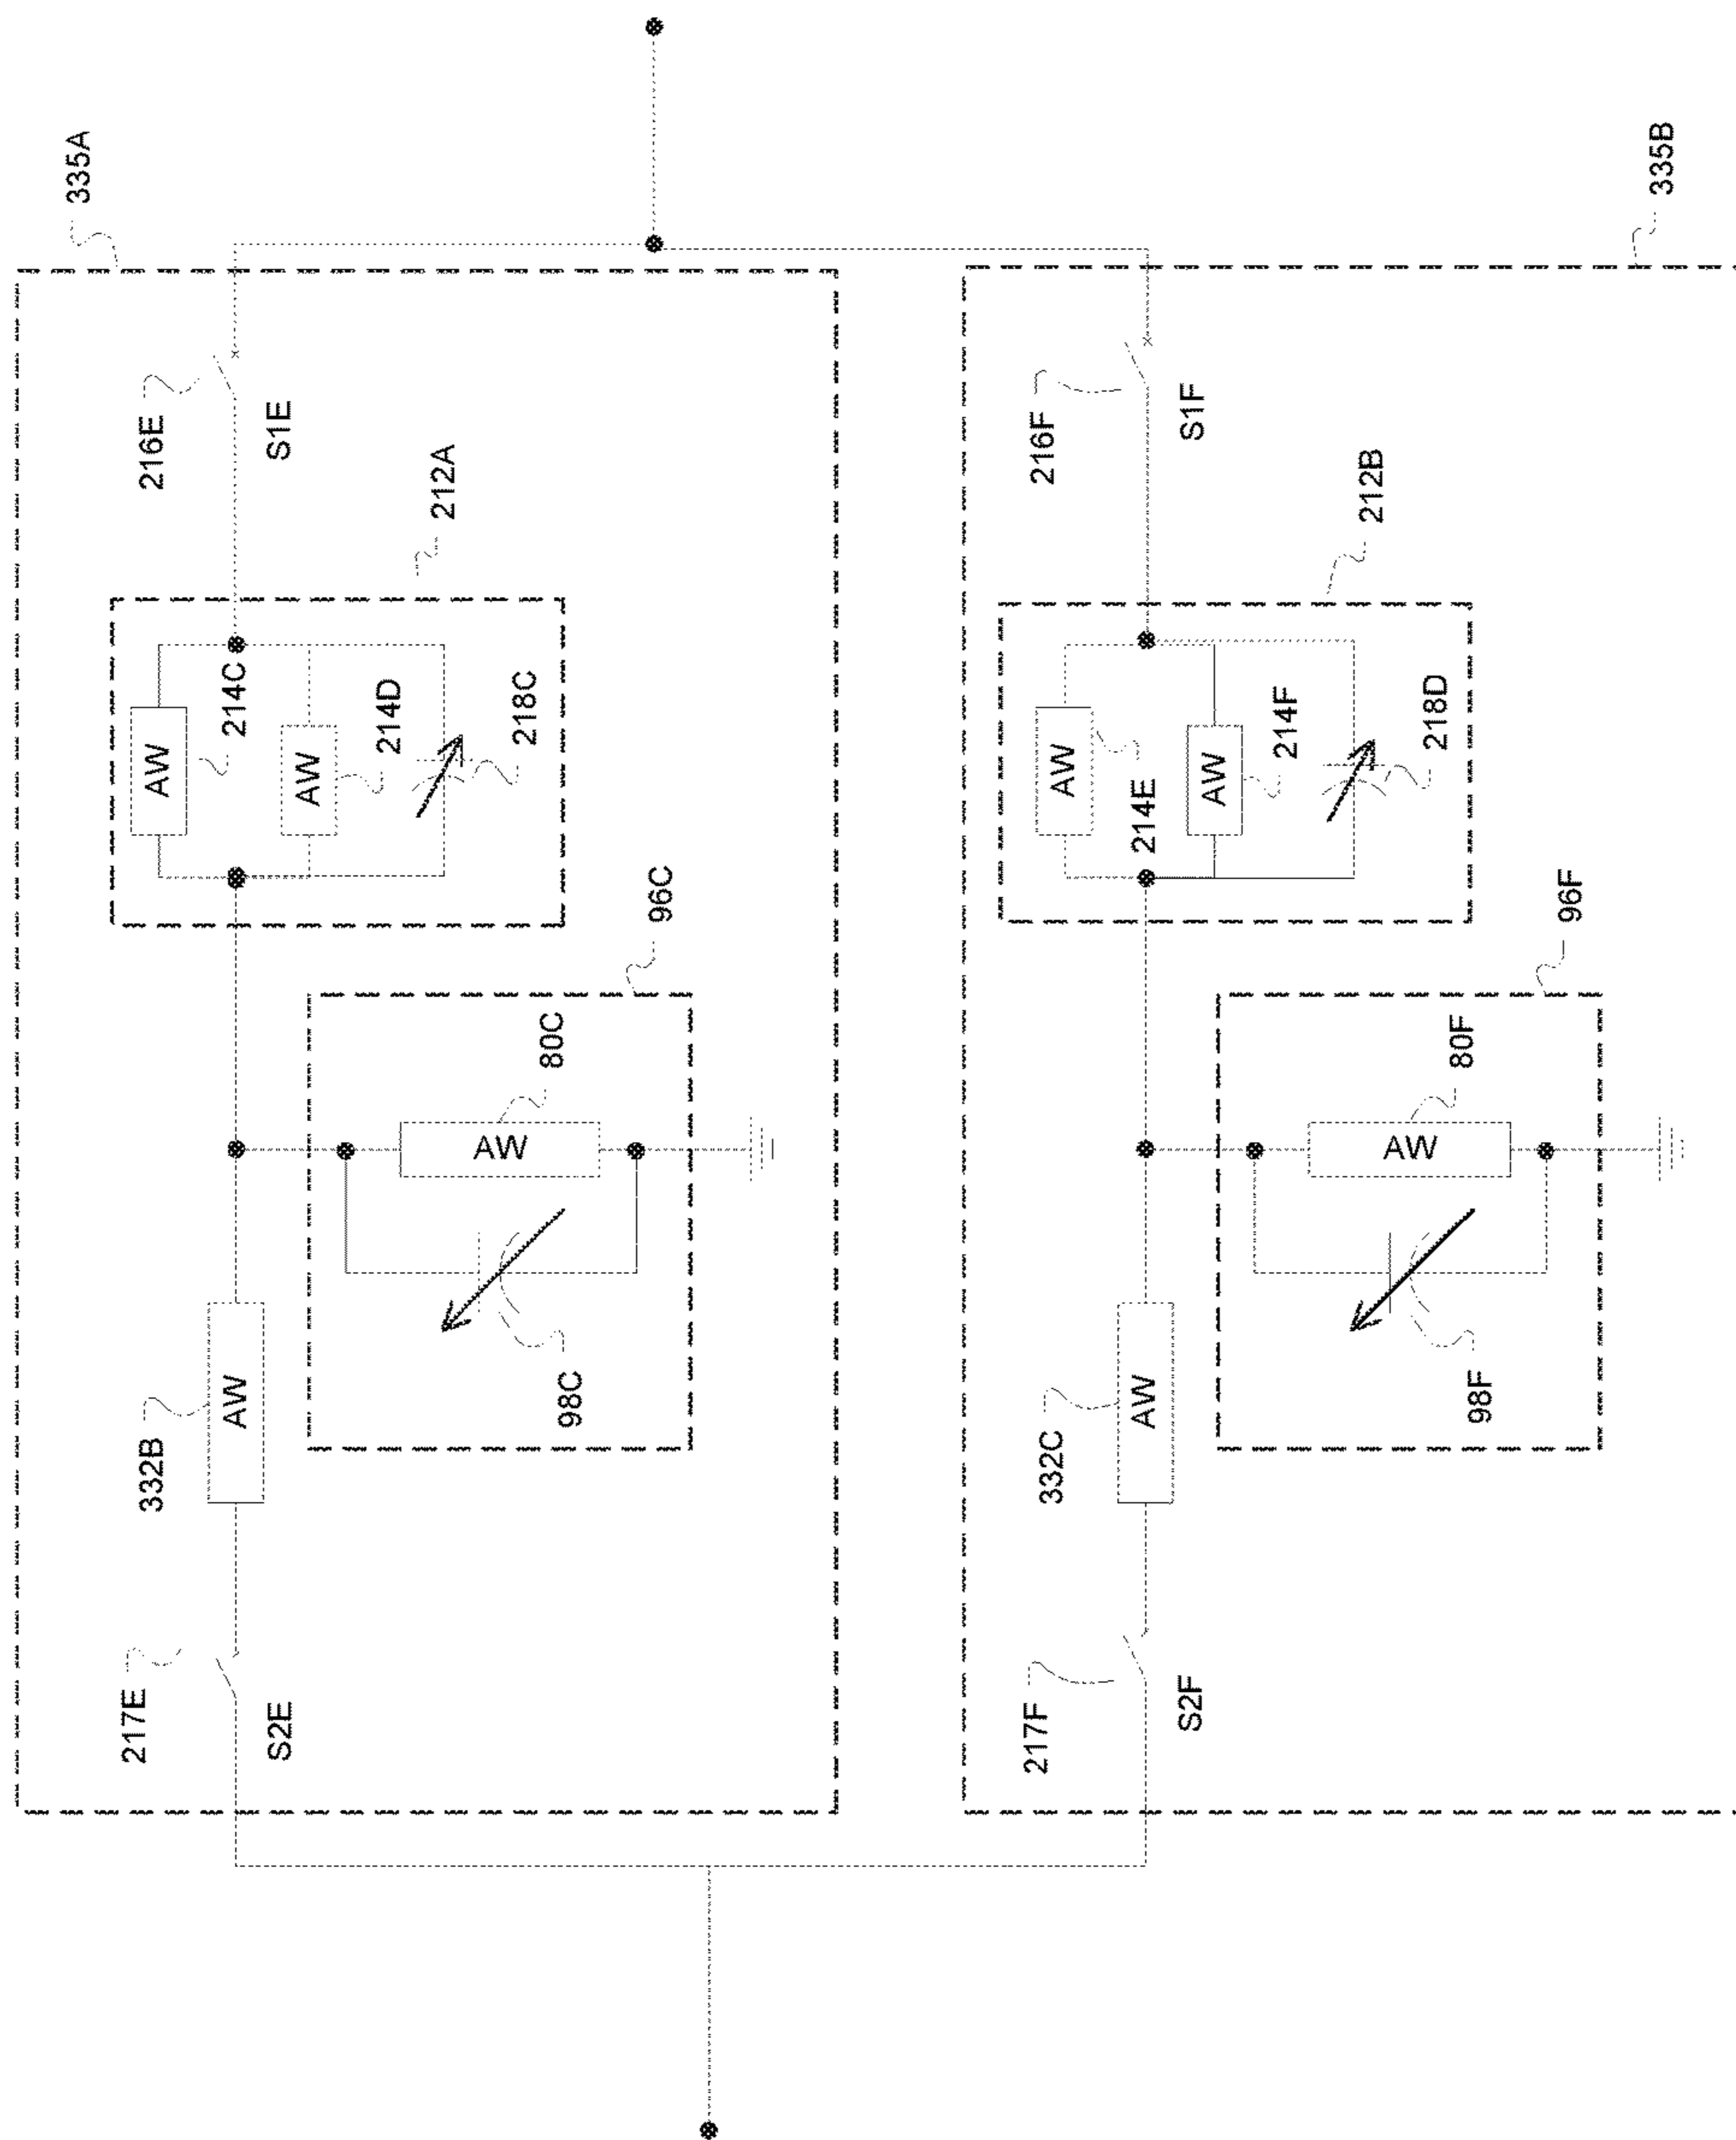 335A
216E
S1E
212A
AW
214C
AW
214D
218C
96C
AW
80C
98C
332B
AW
217E
S2E
335B
216F
S1F
212B
AW
214E
AW
214F
218D
96F
AW
80F
98F
332C
AW
217F
S2F